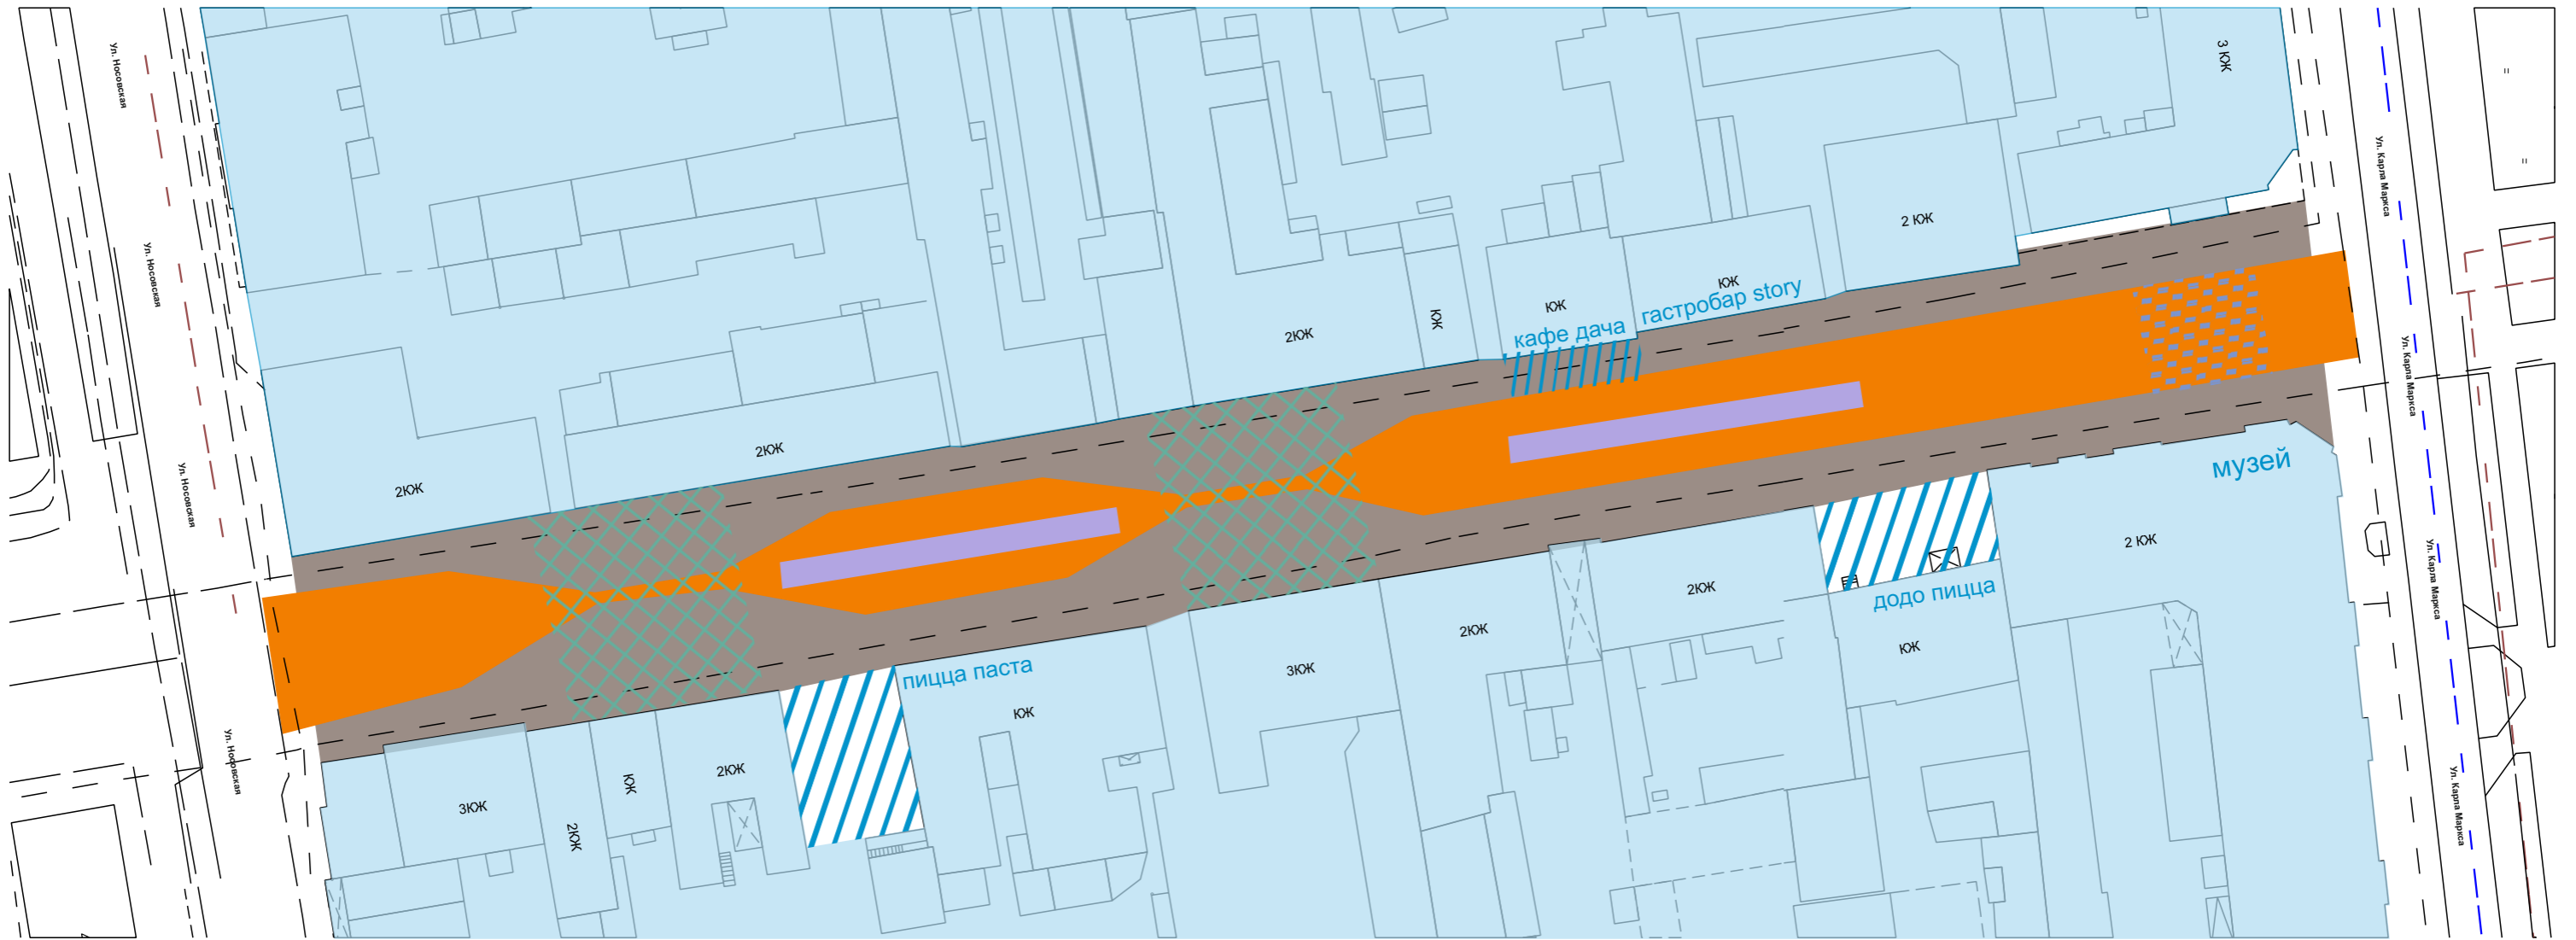 Ул. Носовская
Ул. Носовская
Ул. Носовская
Ул. Носовская
3 КЖ
2 КЖ
КЖ
КЖ
КЖ
2КЖ
2КЖ
2КЖ
гастробар story
кафе дача
музей
2 КЖ
додо пицца
КЖ
2КЖ
2КЖ
3КЖ
пицца паста
КЖ
2КЖ
КЖ
2КЖ
3КЖ
Ул. Карла Маркса
Ул. Карла Маркса
Ул. Карла Маркса
Ул. Карла Маркса